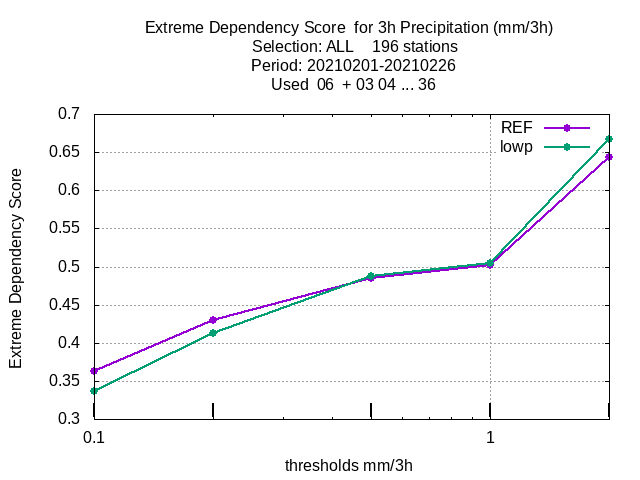 Extreme Dependency Score  for 3h Precipitation (mm/3h)
Selection: ALL    196 stations
Period: 20210201-20210226
Used  06  + 03 04 ... 36
0.7
0.65
0.6
0.55
0.5
0.45
0.4
0.35
0.3
Extreme Dependency Score
REF
lowp
0.1
1
thresholds mm/3h